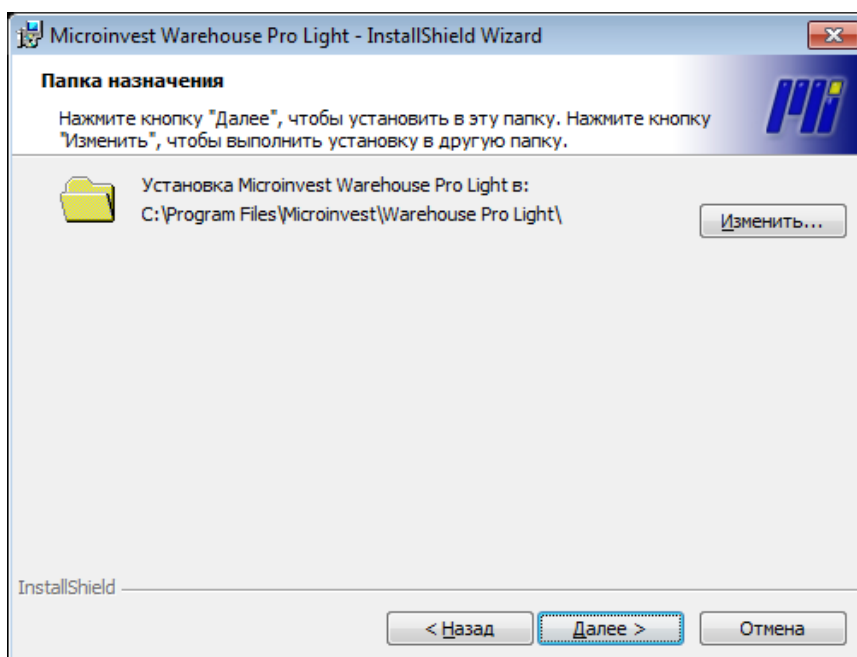 Microinvest Warehouse Pro Light - InstallShield Wizard
Папка назначения
Нажмите кнопку "Далее", чтобы установить в эту папку. Нажмите кнопку
"Изменить", чтобы выполнить установку в другую папку.
Установка Microinvest Warehouse Pro Light в:
C:\Program Files\Microinvest\Warehouse Pro Light\
Изменить...
InstallShield
< Назад
Далее >
Отмена